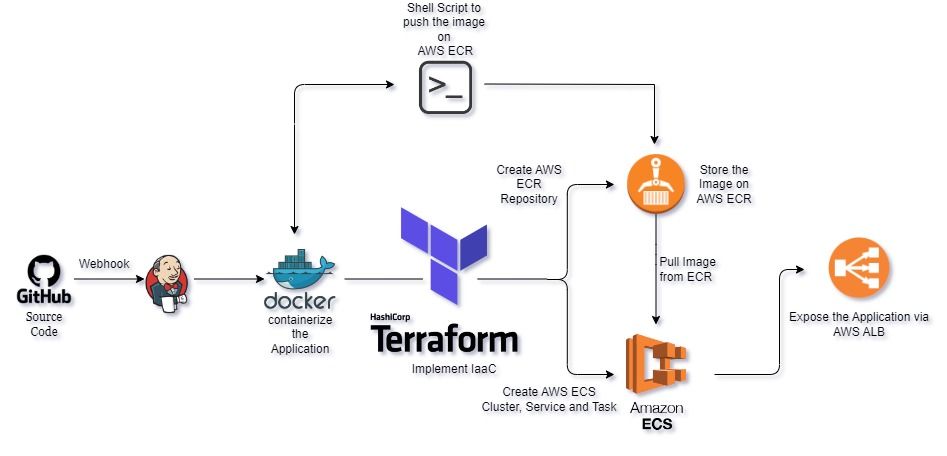 Shell Script to
push the image
on
AWS ECR
>_
Create AWS
ECR
Repository
Store the
Image on
AWS ECR
Webhook
GitHub
Source
Code
docker
containerize
the
Application
HashiCorp
Terraform
Implement IaaC
Pull Image
from ECR
Expose the Application via
AWS ALB
Create AWS ECS
Cluster, Service and Task
Amazon
ECS